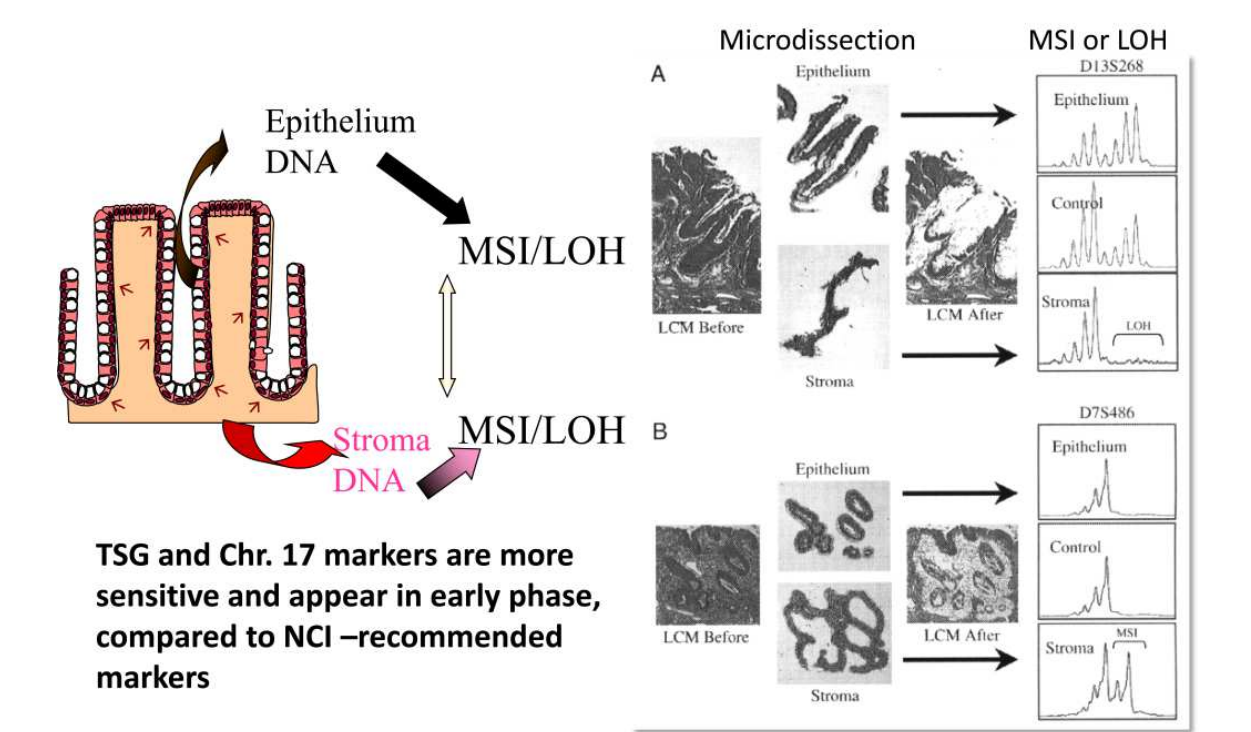 Epithelium
DNA
MSI/LOH
MSI/LOH
Stroma
DNA
TSG and Chr. 17 markers are more
sensitive and appear in early phase,
compared to NCI –recommended
markers
Microdissection
MSI or LOH
A
Epithelium
LCM Before
Stroma
LCM After
D13S268
Epithelium
Control
Stroma
LOH
B
Epithelium
LCM Before
Stroma
LCM After
D7S486
Epithelium
Control
Stroma
MSI